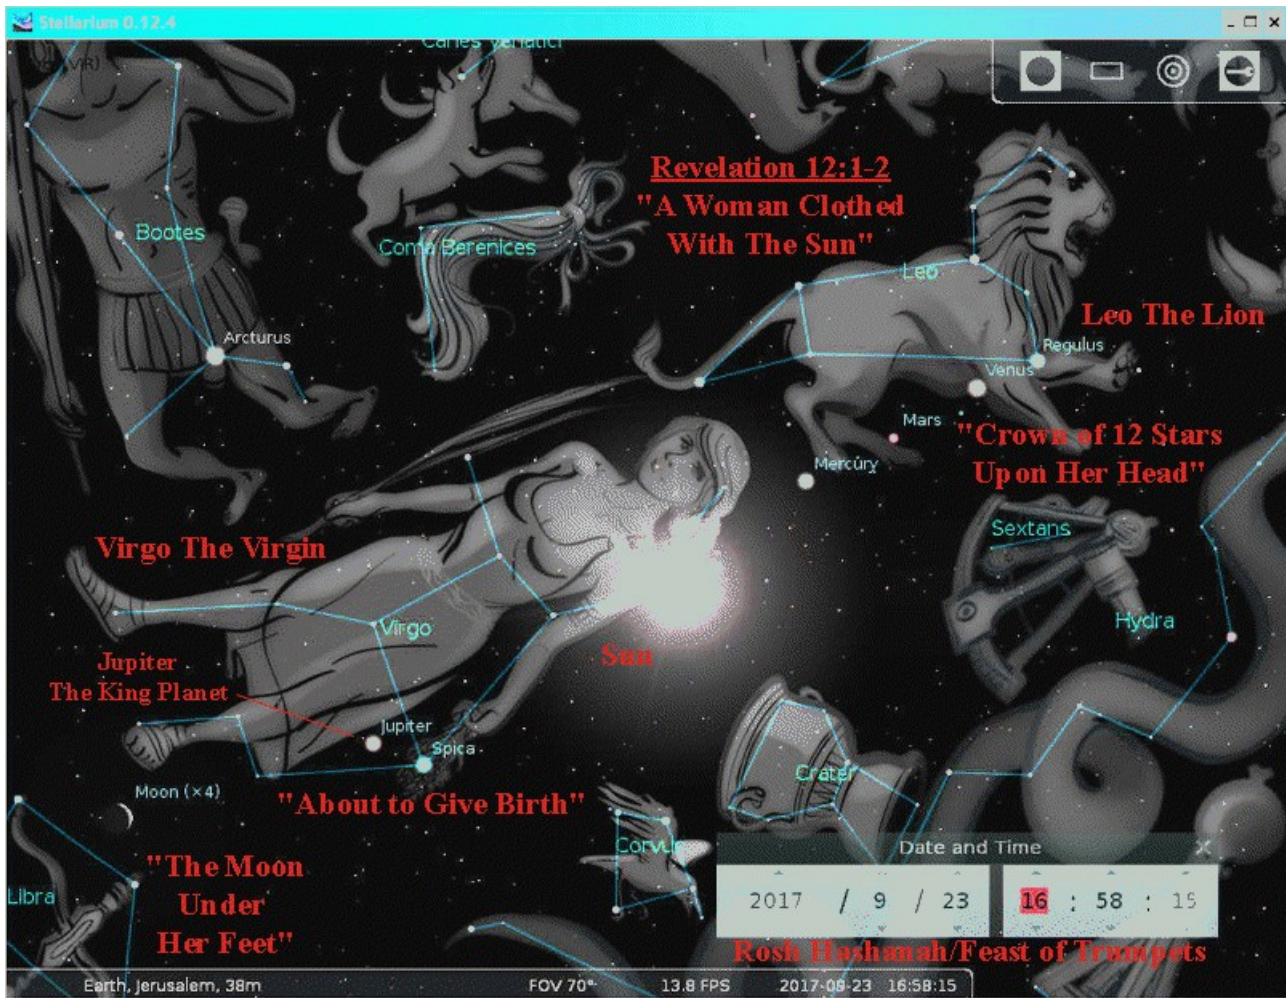 Stellarium 0.12.4
Canes Venatici
Revelation 12:1-2
"A Woman Clothed
With The Sun"
Bootes
Coma Berenices
Leo
Leo The Lion
Arcturus
Regulus
Venus
Mars
"Crown of 12 Stars
Upon Her Head"
Mercury
Sextans
Virgo The Virgin
Hydra
Virgo
Sun
Jupiter
The King Planet
Jupiter
Spica
Crater
Moon (×4)
"About to Give Birth"
Corvus
Date and Time
"The Moon
Under
Her Feet"
Libra
2017 / 9 / 23 16 : 58 : 15
Rosh Hashanah/Feast of Trumpets
Earth, Jerusalem, 38m FOV 70° 13.8 FPS 2017-09-23 16:58:15